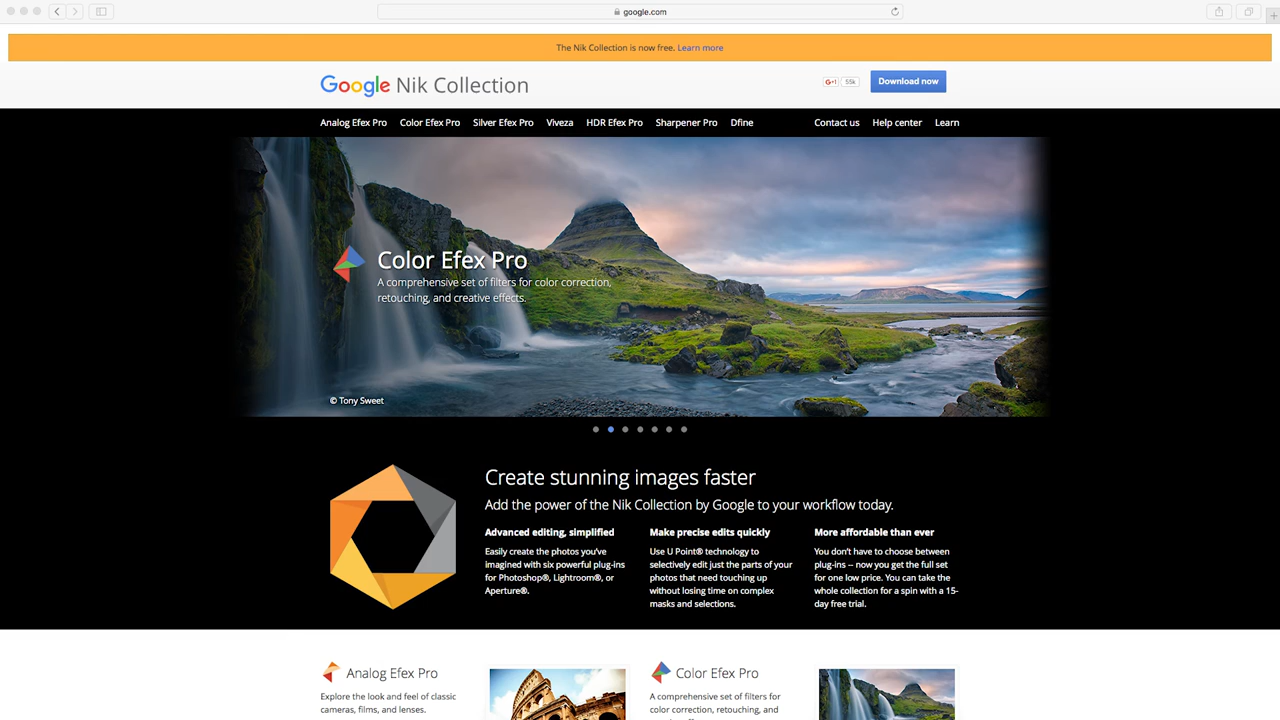 google.com
The Nik Collection is now free. Learn more
Google Nik Collection
G+1 55k Download now
Analog Efex Pro Color Efex Pro Silver Efex Pro Viveza HDR Efex Pro Sharpener Pro Dfine Contact us Help center Learn
Color Efex Pro
A comprehensive set of filters for color correction,
retouching, and creative effects.
© Tony Sweet
Create stunning images faster
Add the power of the Nik Collection by Google to your workflow today.
Advanced editing, simplified
Easily create the photos you've
imagined with six powerful plug-ins
for Photoshop®, Lightroom®, or
Aperture®.
Make precise edits quickly
Use U Point® technology to
selectively edit just the parts of your
photos that need touching up
without losing time on complex
masks and selections.
More affordable than ever
You don't have to choose between
plug-ins -- now you get the full set
for one low price. You can take the
whole collection for a spin with a 15-
day free trial.
Analog Efex Pro
Explore the look and feel of classic
cameras, films, and lenses.
Color Efex Pro
A comprehensive set of filters for
color correction, retouching, and